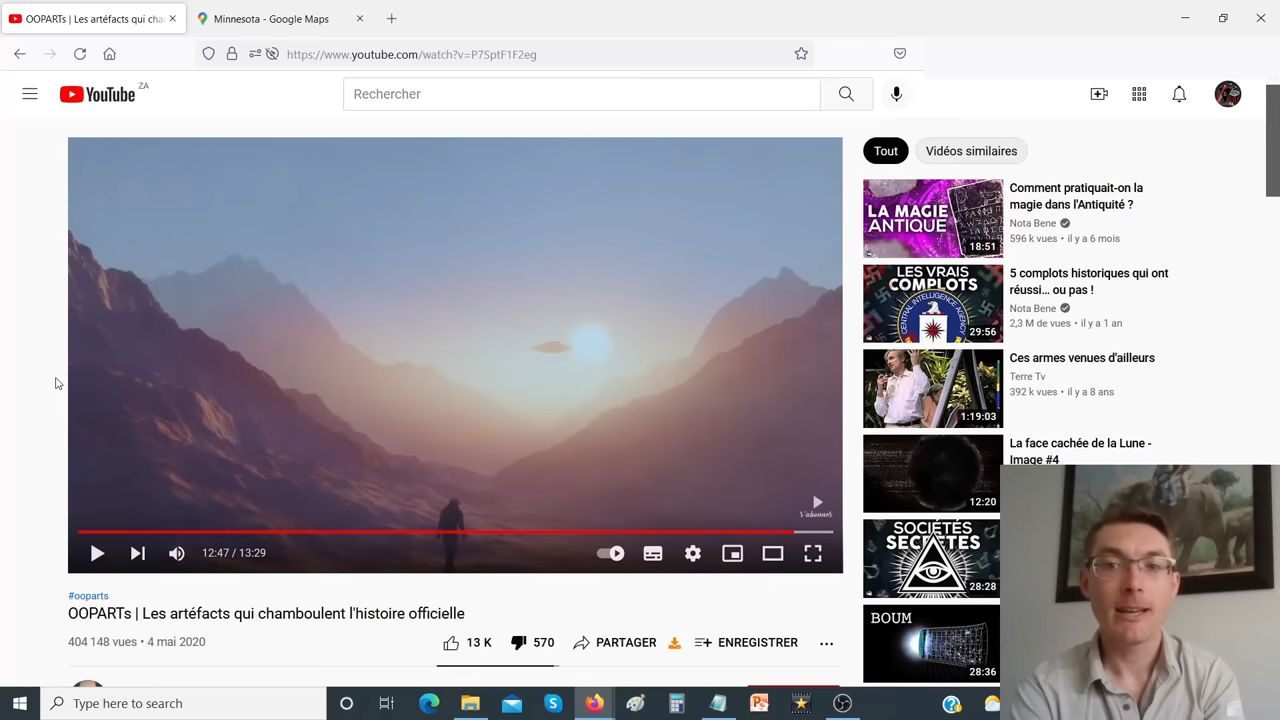 OOPARTs | Les artéfacts qui cha
Minnesota - Google Maps
https://www.youtube.com/watch?v=P7SptF1F2eg
YouTube ZA
Rechercher
Tout
Vidéos similaires
LA MAGIE
ANTIQUE
18:51
Comment pratiquait-on la
magie dans l'Antiquité ?
Nota Bene
596 k vues • il y a 6 mois
LES VRAIS
COMPLOTS
CENTRAL INTELLIGENCE AGENCY
29:56
5 complots historiques qui ont
réussi... ou pas !
Nota Bene
2,3 M de vues • il y a 1 an
1:19:03
Ces armes venues d'ailleurs
Terre Tv
392 k vues • il y a 8 ans
12:20
La face cachée de la Lune -
Image #4
SOCIÉTÉS
SECRÈTES
28:28
BOUM
28:36
s'abonner
12:47 / 13:29
#ooparts
OOPARTs | Les artéfacts qui chamboulent l'histoire officielle
404 148 vues • 4 mai 2020
13 K
570
PARTAGER
ENREGISTRER
Type here to search